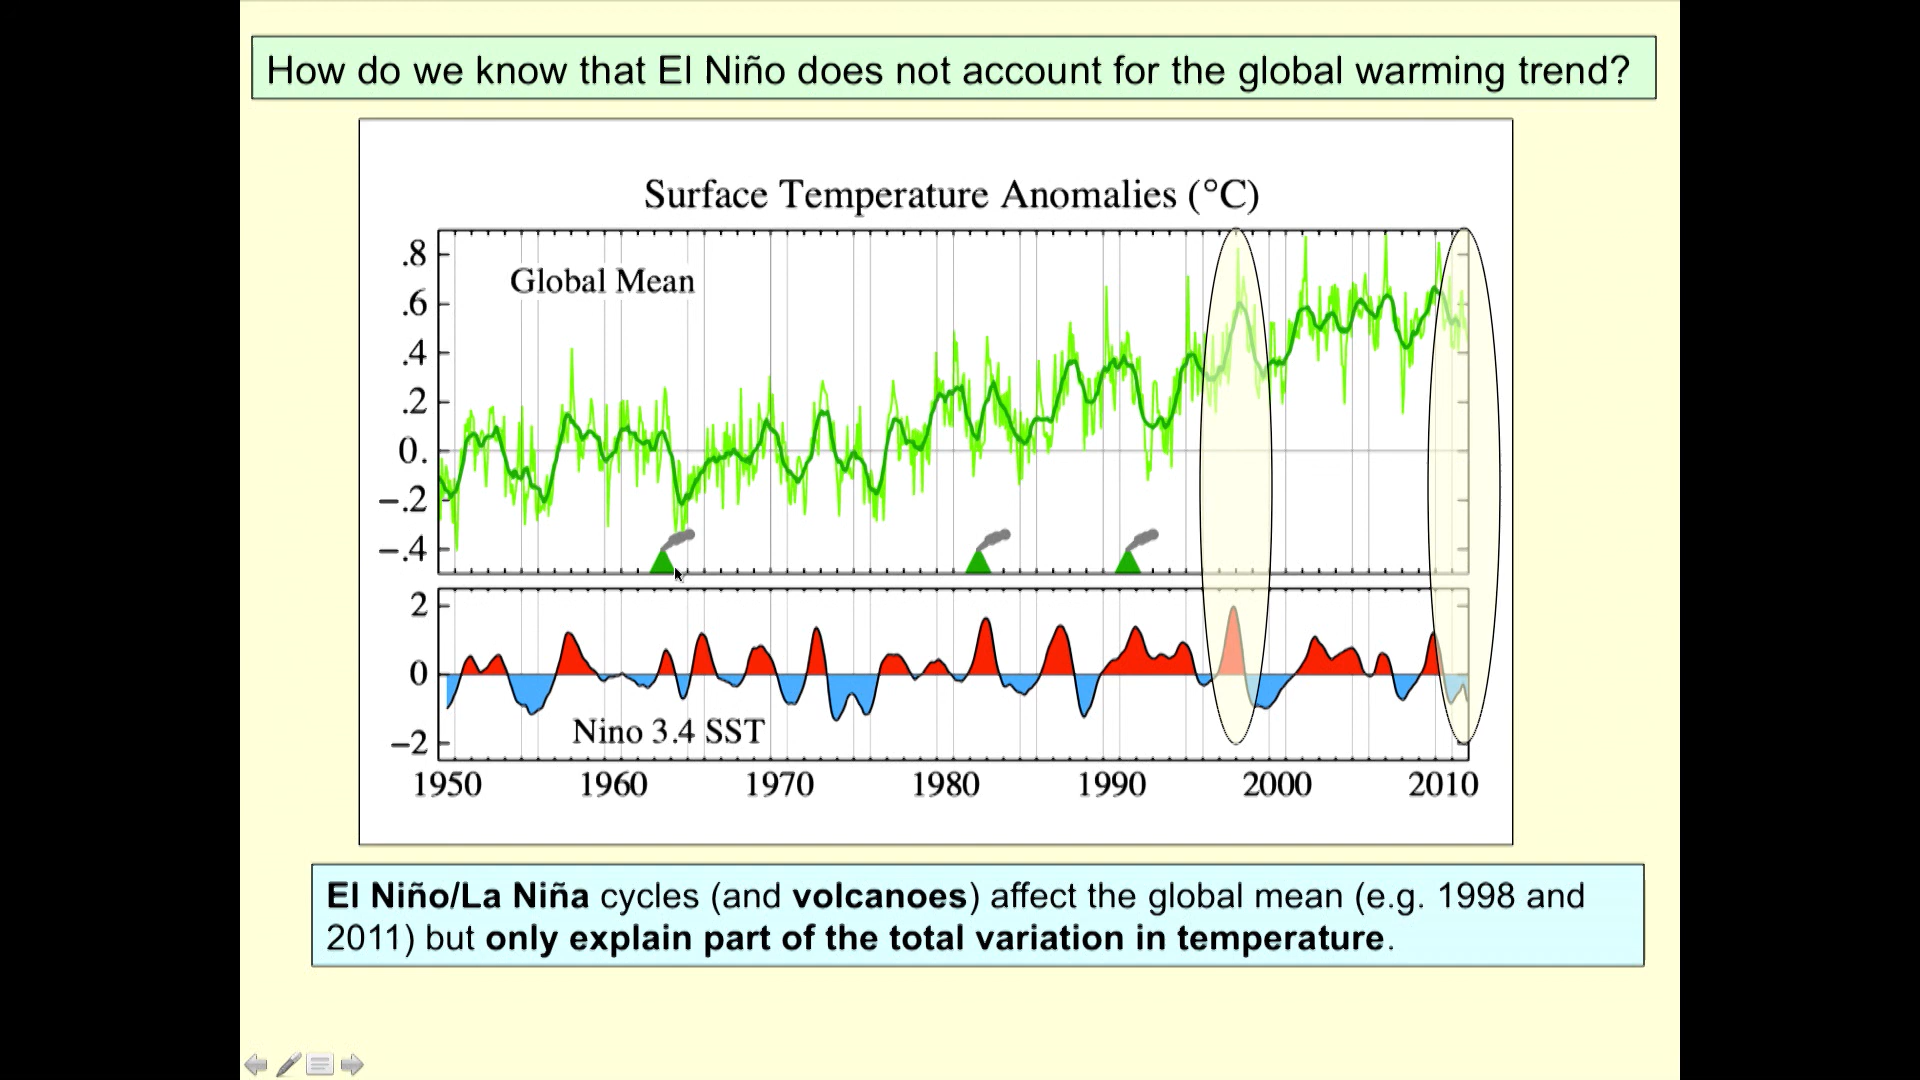 How do we know that El Niño does not account for the global warming trend?
Surface Temperature Anomalies (°C)
Global Mean
.8
.6
.4
.2
0.
−.2
−.4
2
0
−2
Nino 3.4 SST
1950 1960 1970 1980 1990 2000 2010
El Niño/La Niña cycles (and volcanoes) affect the global mean (e.g. 1998 and
2011) but only explain part of the total variation in temperature.